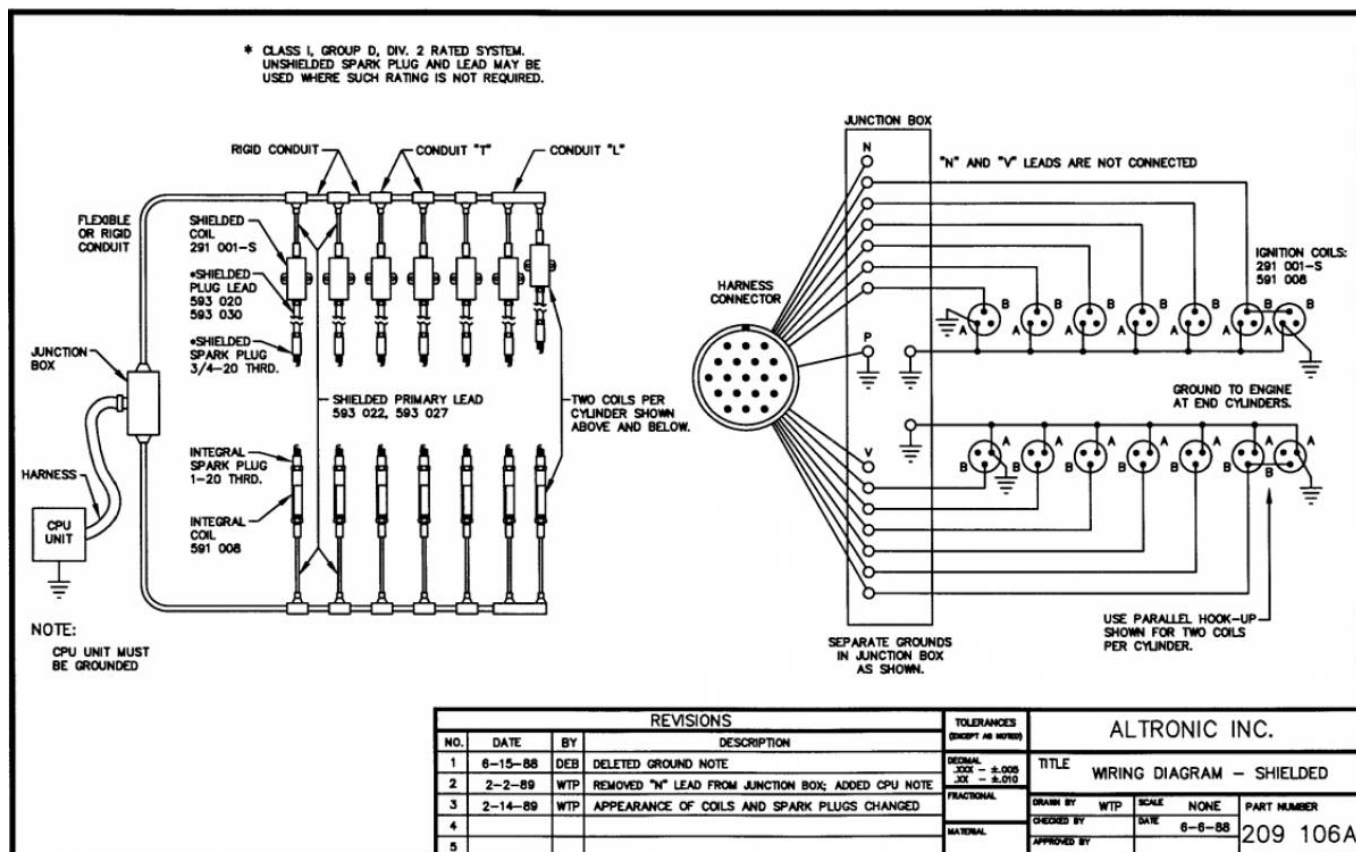 * CLASS I, GROUP D, DIV. 2 RATED SYSTEM.
UNSHIELDED SPARK PLUG AND LEAD MAY BE
USED WHERE SUCH RATING IS NOT REQUIRED.
RIGID CONDUIT
CONDUIT "T"
CONDUIT "L"
FLEXIBLE
OR RIGID
CONDUIT
SHIELDED
COIL
291 001-S
*SHIELDED
PLUG LEAD
593 020
593 030
*SHIELDED
SPARK PLUG
3/4-20 THRD.
JUNCTION
BOX
SHIELDED PRIMARY LEAD
593 022, 593 027
TWO COILS PER
CYLINDER SHOWN
ABOVE AND BELOW.
INTEGRAL
SPARK PLUG
1-20 THRD.
HARNESS
INTEGRAL
COIL
591 008
CPU
UNIT
NOTE:
CPU UNIT MUST
BE GROUNDED
JUNCTION BOX
N
"N" AND "V" LEADS ARE NOT CONNECTED
IGNITION COILS:
291 001-S
591 008
HARNESS
CONNECTOR
B B B B B B B
A A A A A A A
P
GROUND TO ENGINE
AT END CYLINDERS.
V
A A A A A A A
B B B B B B B
USE PARALLEL HOOK-UP
SHOWN FOR TWO COILS
PER CYLINDER.
SEPARATE GROUNDS
IN JUNCTION BOX
AS SHOWN.
REVISIONS
NO. DATE BY DESCRIPTION
1 6-15-88 DEB DELETED GROUND NOTE
2 2-2-89 WTP REMOVED "N" LEAD FROM JUNCTION BOX; ADDED CPU NOTE
3 2-14-89 WTP APPEARANCE OF COILS AND SPARK PLUGS CHANGED
4
5
TOLERANCES
(EXCEPT AS NOTED)
DECIMAL
.XXX - ±.005
.XX - ±.010
FRACTIONAL
MATERIAL
ALTRONIC INC.
TITLE WIRING DIAGRAM - SHIELDED
DRAWN BY WTP SCALE NONE PART NUMBER
CHECKED BY DATE 6-6-88 209 106A
APPROVED BY